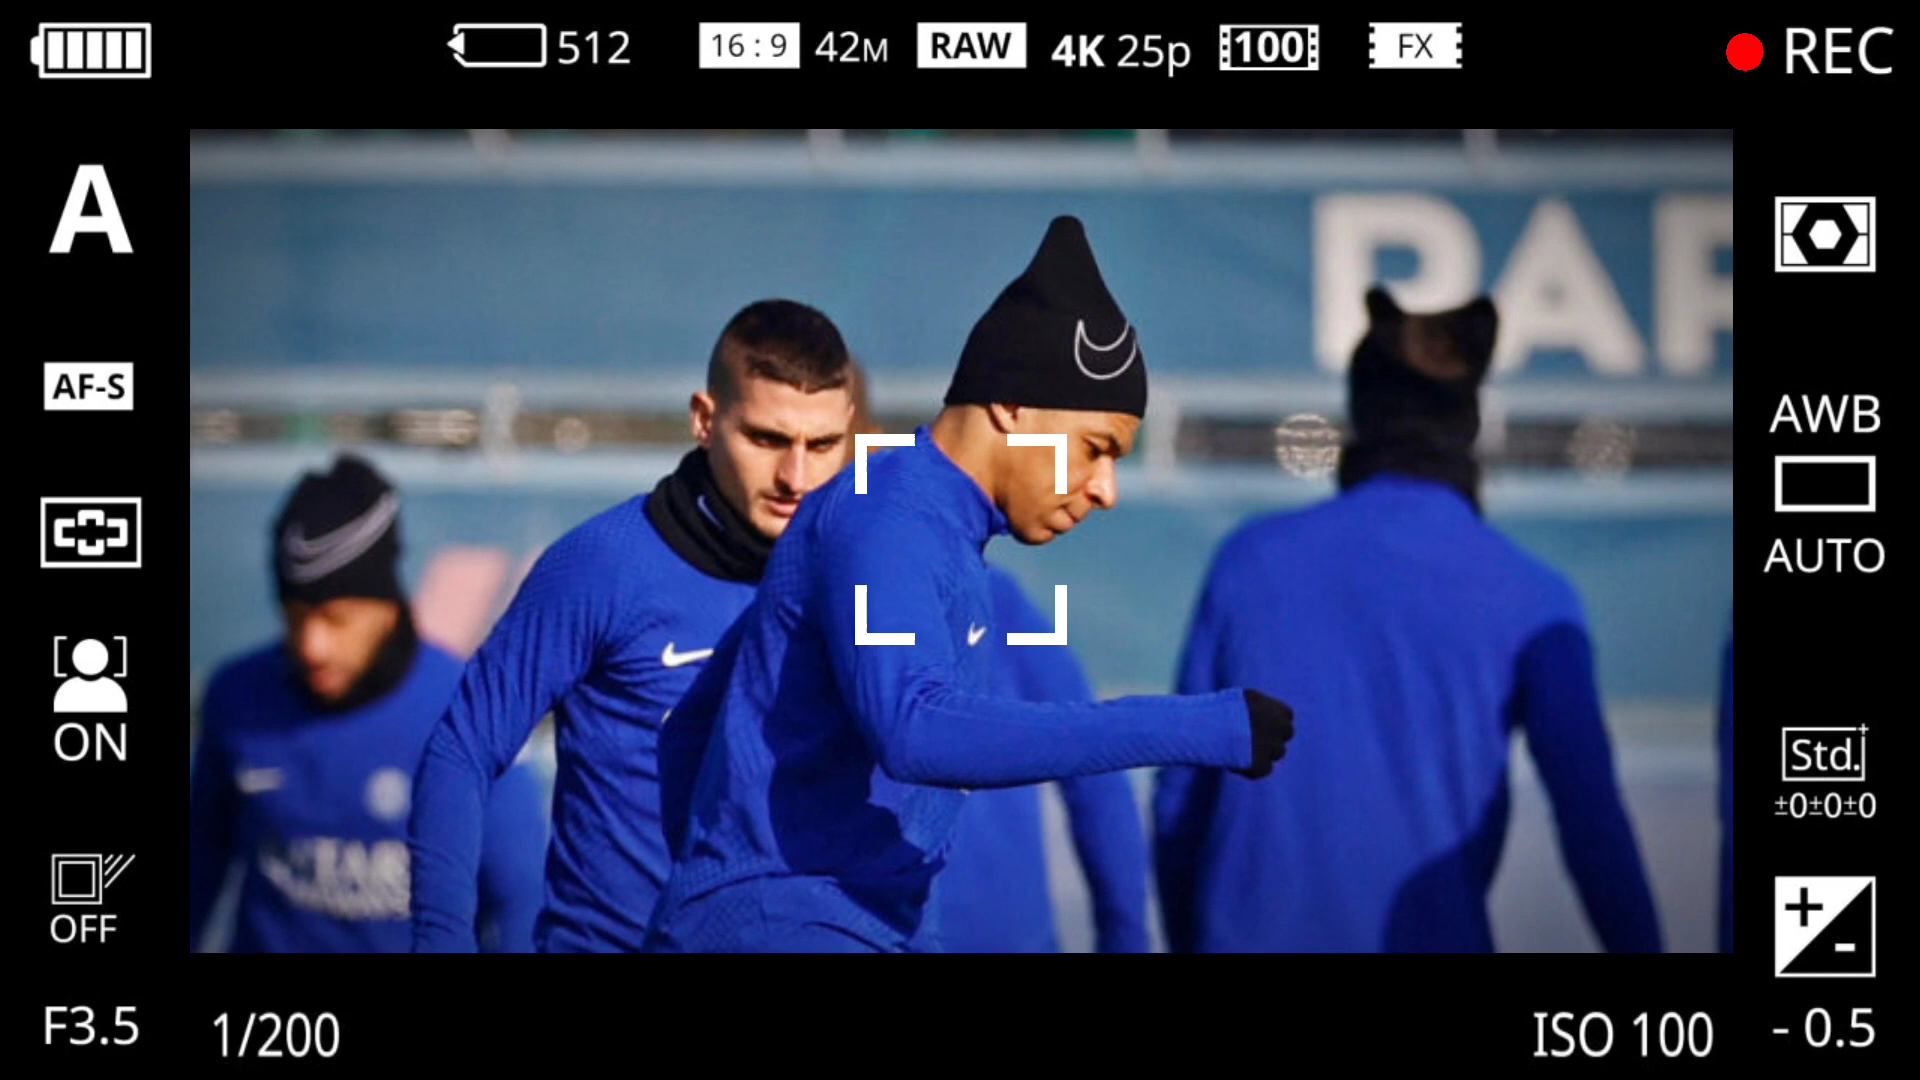 512 16:9 42M RAW 4K 25p 100 FX REC
A
AF-S
ON
OFF
F3.5 1/200
AWB
AUTO
Std.+
±0±0±0
ISO 100 - 0.5
PAR